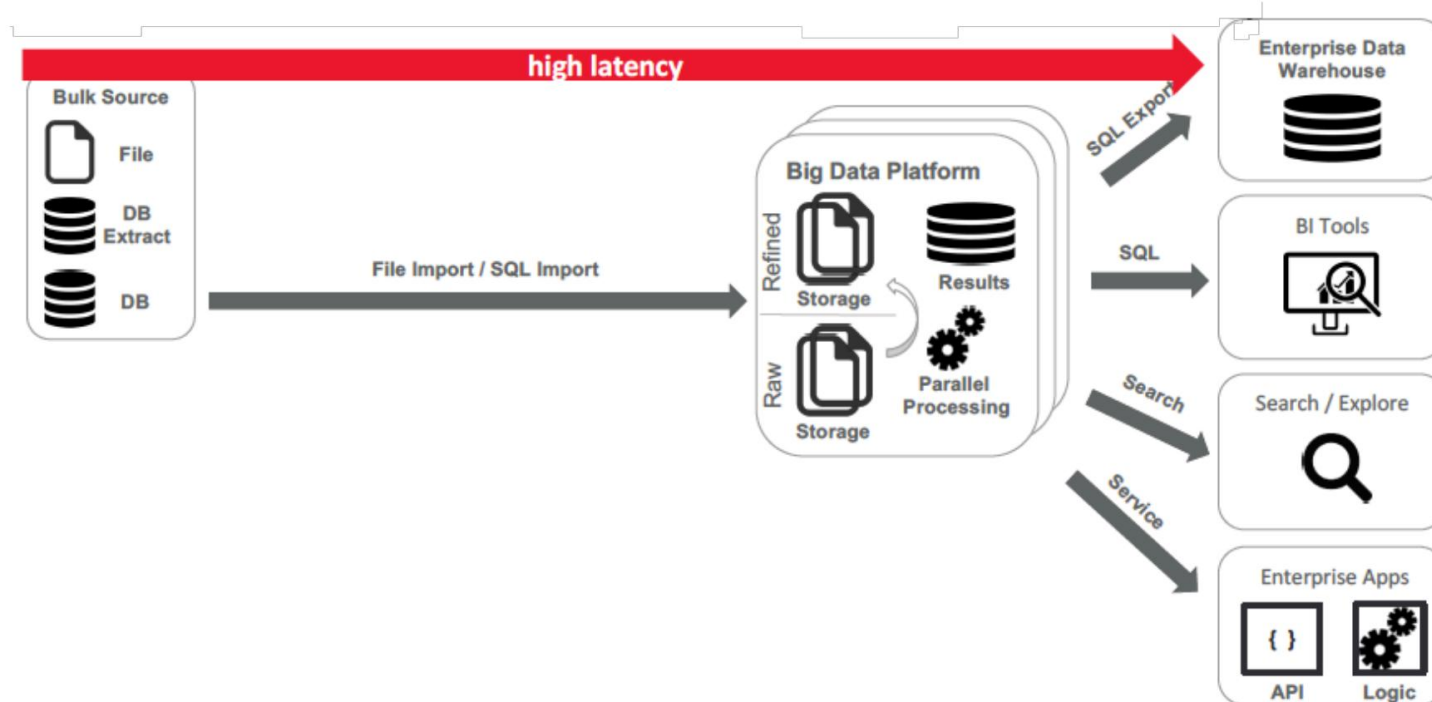 high latency
Bulk Source
File
DB
Extract
DB
File Import / SQL Import
Big Data Platform
Refined
Storage
Results
Raw
Storage
Parallel
Processing
SQL Export
SQL
Search
Service
Enterprise Data
Warehouse
BI Tools
Search / Explore
Enterprise Apps
{ }
API
Logic